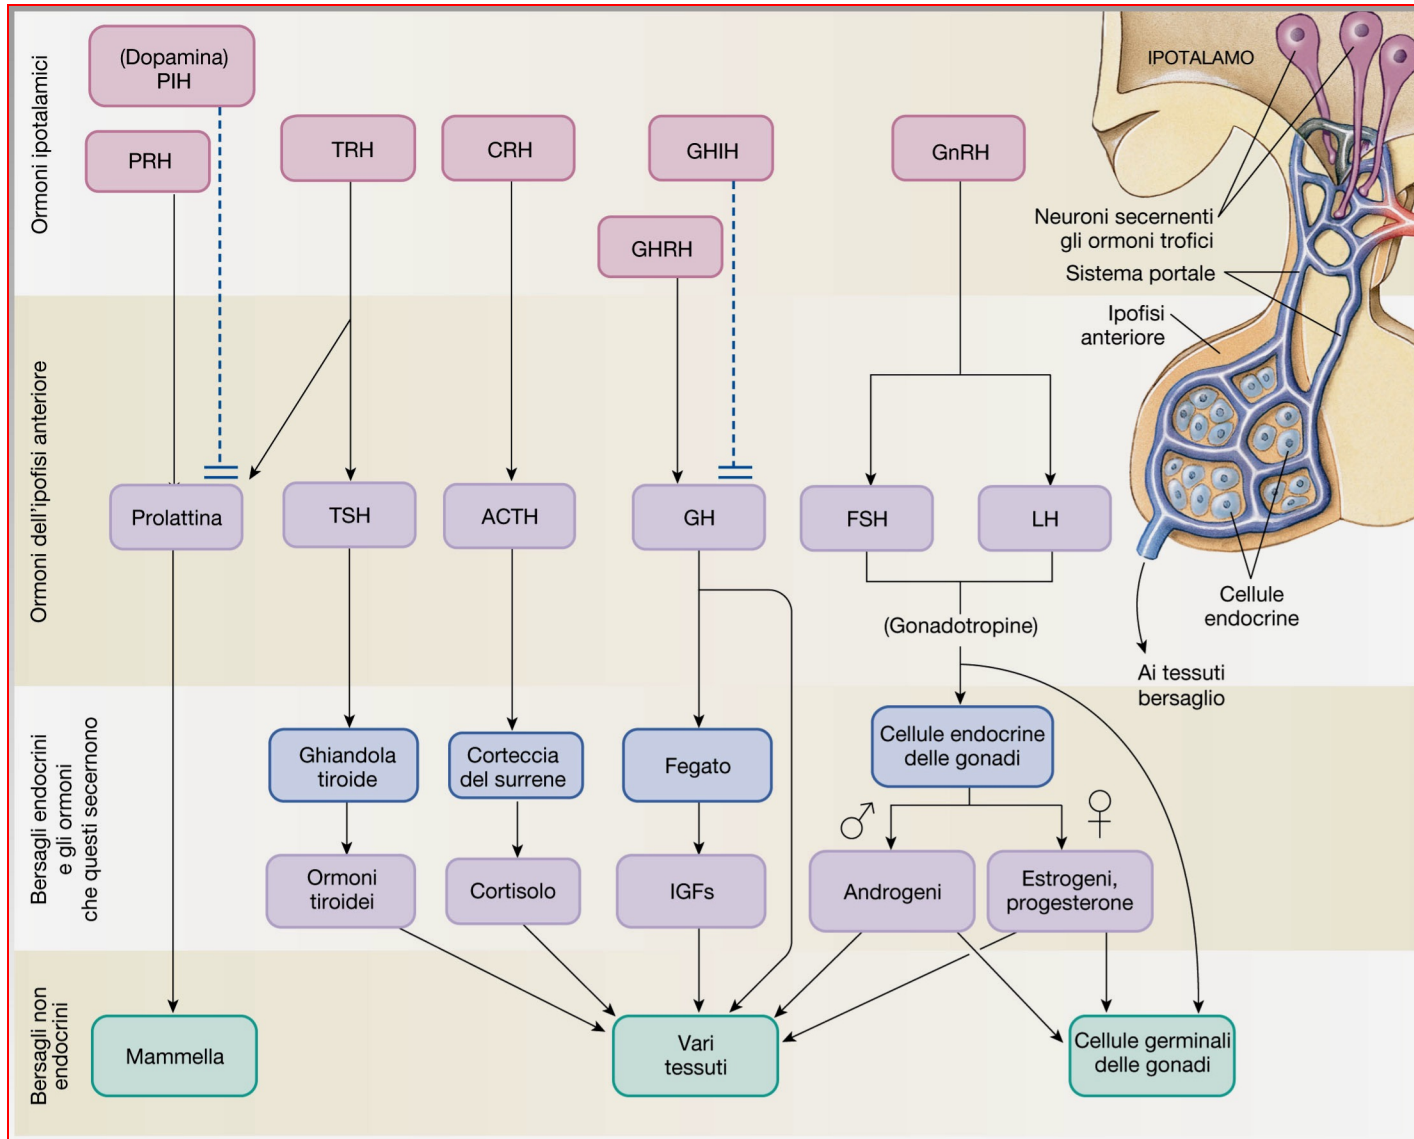 Ormoni ipotalamici
(Dopamina)
PIH
PRH
TRH
CRH
GHIH
GHRH
GnRH
IPOTALAMO
Neuroni secernenti
gli ormoni trofici
Sistema portale
Ipofisi
anteriore
Cellule
endocrine
Ai tessuti
bersaglio
Ormoni dell'ipofisi anteriore
Prolattina
TSH
ACTH
GH
FSH
LH
(Gonadotropine)
Bersagli endocrini
e gli ormoni
che questi secernono
Ghiandola
tiroide
Corteccia
del surrene
Fegato
Cellule endocrine
delle gonadi
Ormoni
tiroidei
Cortisolo
IGFs
Androgeni
Estrogeni,
progesterone
Bersagli non
endocrini
Mammella
Vari
tessuti
Cellule germinali
delle gonadi